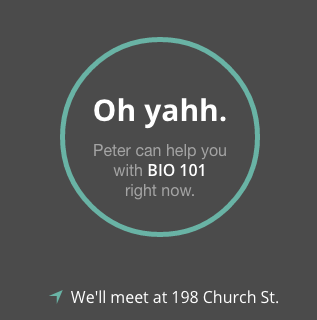 Oh yahh.
Peter can help you
with BIO 101
right now.
We'll meet at 198 Church St.